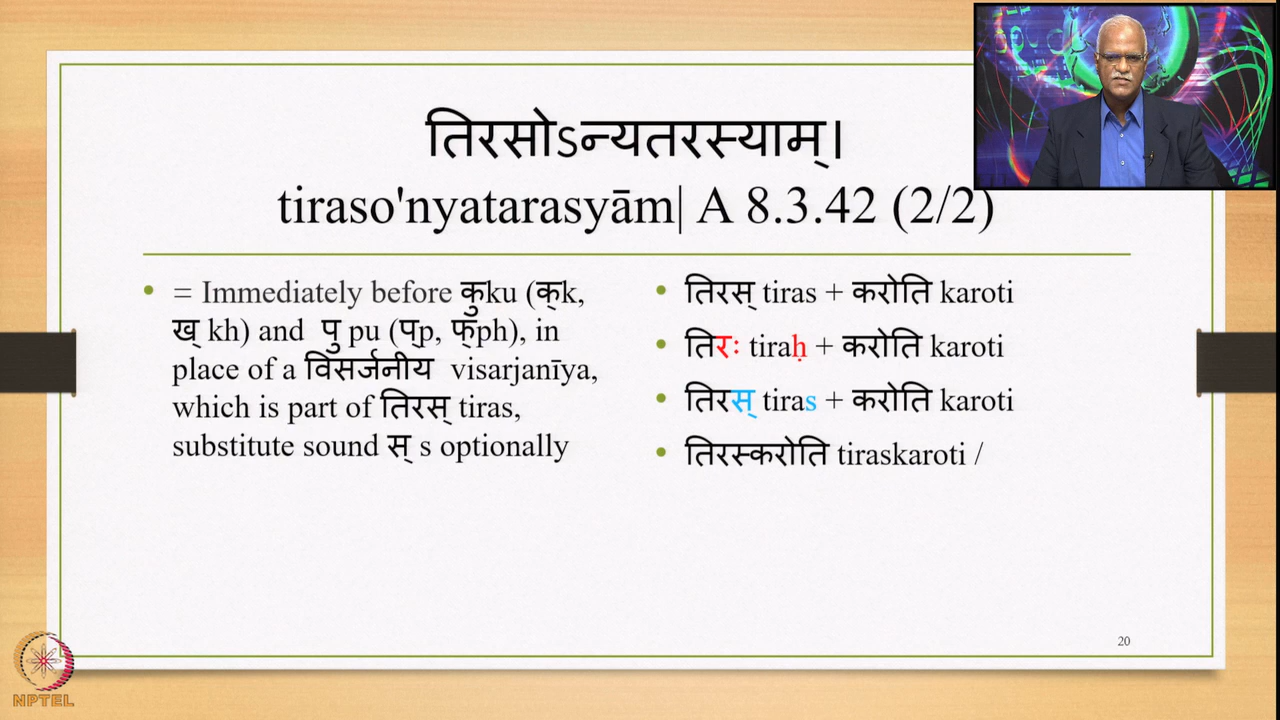 तिरसोऽन्यतरस्याम्।
tiraso'nyatarasyām| A 8.3.42 (2/2)
• = Immediately before कुku (क्k,
ख् kh) and पु pu (प्p, फ्ph), in
place of a विसर्जनीय visarjanīya,
which is part of तिरस् tiras,
substitute sound स् s optionally
• तिरस् tiras + करोति karoti
• तिरः tiraḥ + करोति karoti
• तिरस् tiras + करोति karoti
• तिरस्करोति tiraskaroti /
20
NPTEL